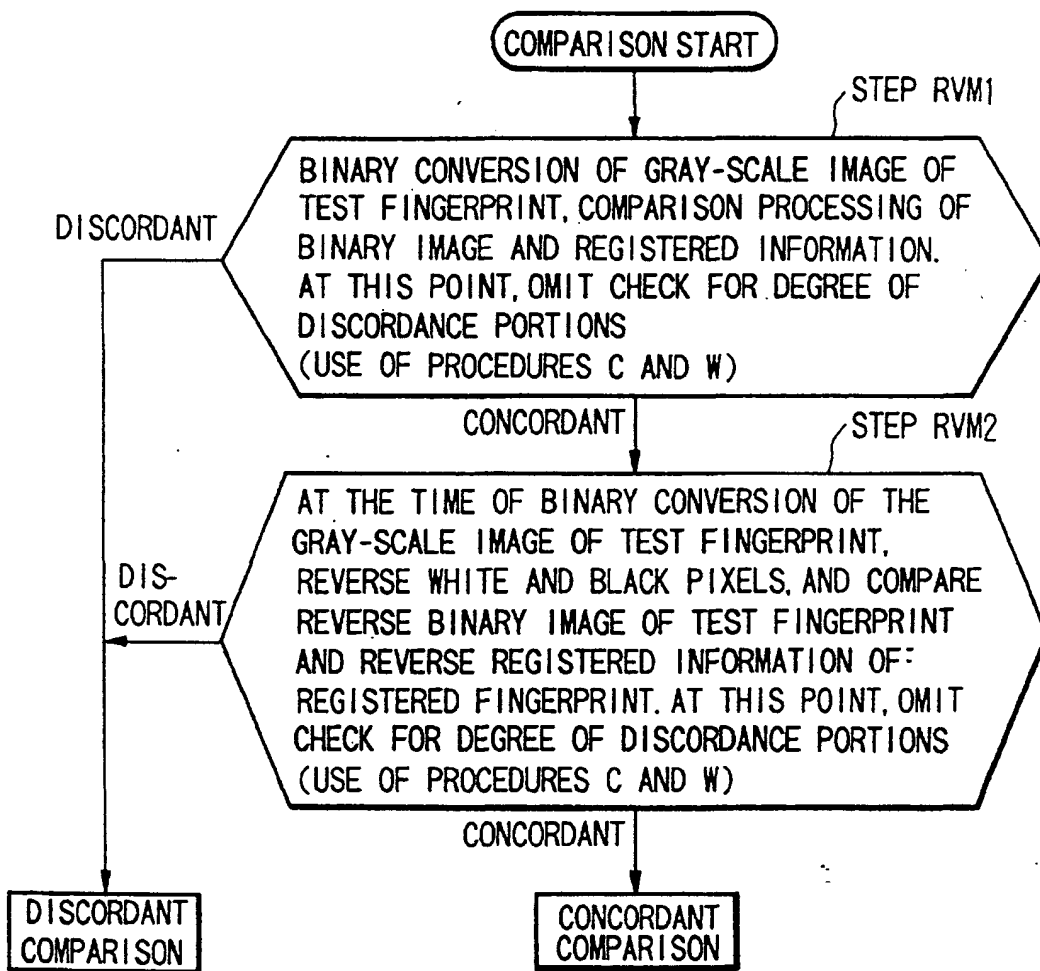 COMPARISON START
STEP RVM1
BINARY CONVERSION OF GRAY-SCALE IMAGE OF
TEST FINGERPRINT, COMPARISON PROCESSING OF
BINARY IMAGE AND REGISTERED INFORMATION.
AT THIS POINT, OMIT CHECK FOR DEGREE OF
DISCORDANCE PORTIONS
(USE OF PROCEDURES C AND W)
DISCORDANT
CONCORDANT
STEP RVM2
AT THE TIME OF BINARY CONVERSION OF THE
GRAY-SCALE IMAGE OF TEST FINGERPRINT,
REVERSE WHITE AND BLACK PIXELS, AND COMPARE
REVERSE BINARY IMAGE OF TEST FINGERPRINT
AND REVERSE REGISTERED INFORMATION OF
REGISTERED FINGERPRINT. AT THIS POINT, OMIT
CHECK FOR DEGREE OF DISCORDANCE PORTIONS
(USE OF PROCEDURES C AND W)
DIS-
CORDANT
CONCORDANT
DISCORDANT
COMPARISON
CONCORDANT
COMPARISON